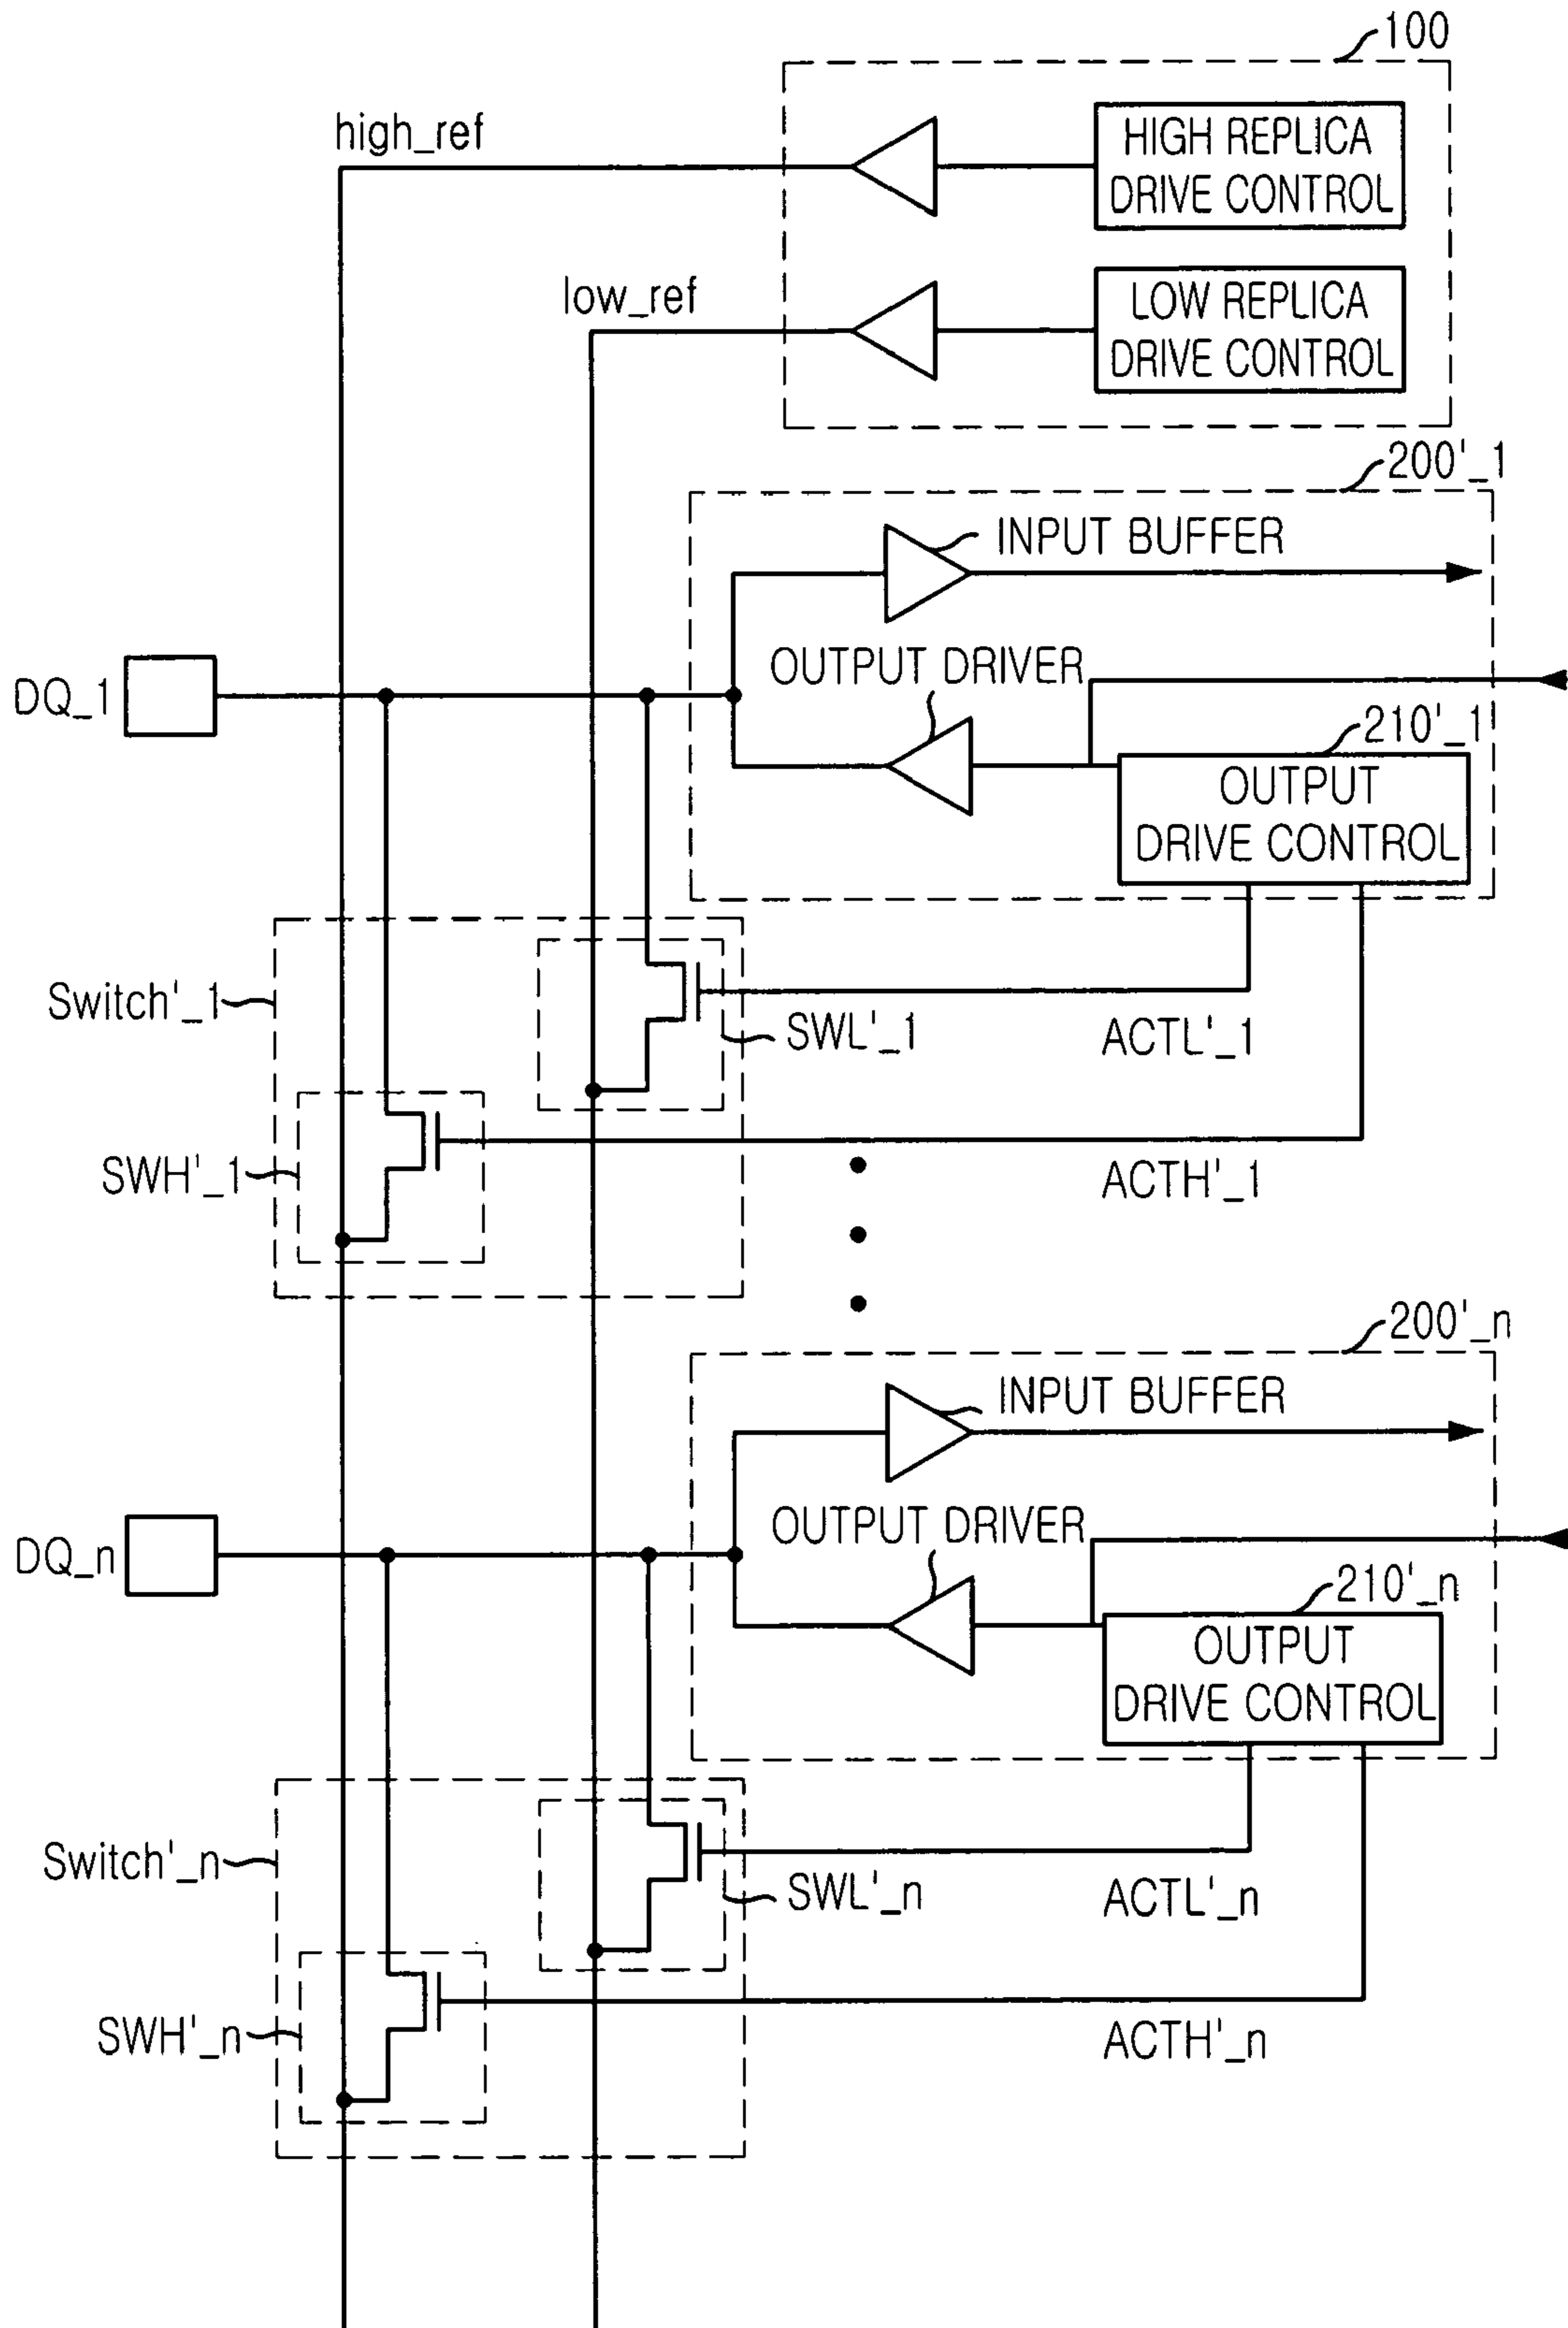 100
high_ref
HIGH REPLICA
DRIVE CONTROL
low_ref
LOW REPLICA
DRIVE CONTROL
200'_1
INPUT BUFFER
OUTPUT DRIVER
DQ_1
210'_1
OUTPUT
DRIVE CONTROL
Switch'_1
SWL'_1
ACTL'_1
SWH'_1
ACTH'_1
200'_n
INPUT BUFFER
OUTPUT DRIVER
DQ_n
210'_n
OUTPUT
DRIVE CONTROL
Switch'_n
SWL'_n
ACTL'_n
SWH'_n
ACTH'_n